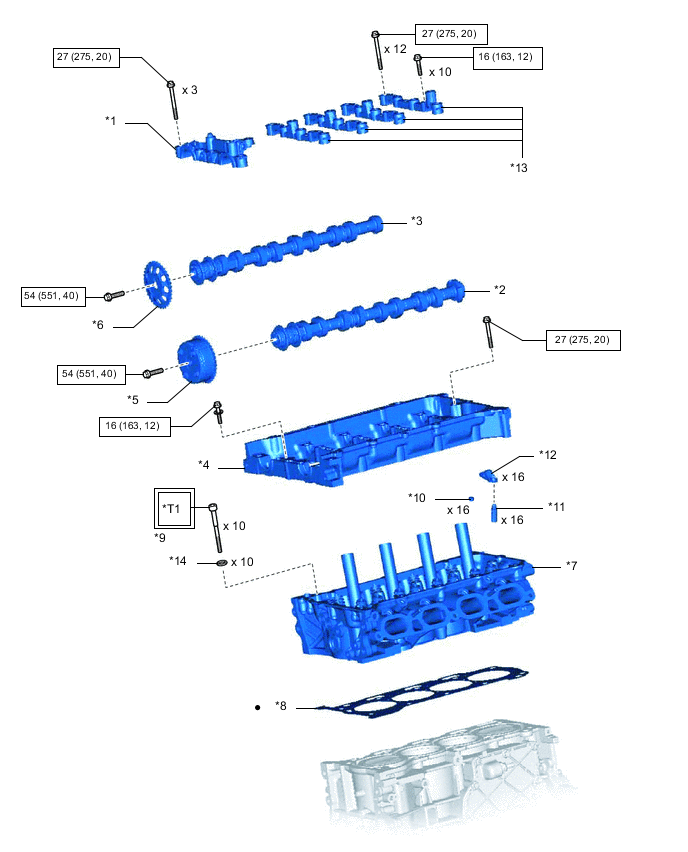 27 (275, 20)
x 12
16 (163, 12)
x 10
27 (275, 20)
x 3
*1
*13
*3
54 (551, 40)
*6
*2
27 (275, 20)
54 (551, 40)
*5
16 (163, 12)
*4
*12
x 16
*10
x 16
*11
x 16
*T1
x 10
*9
*14
x 10
*7
● *8